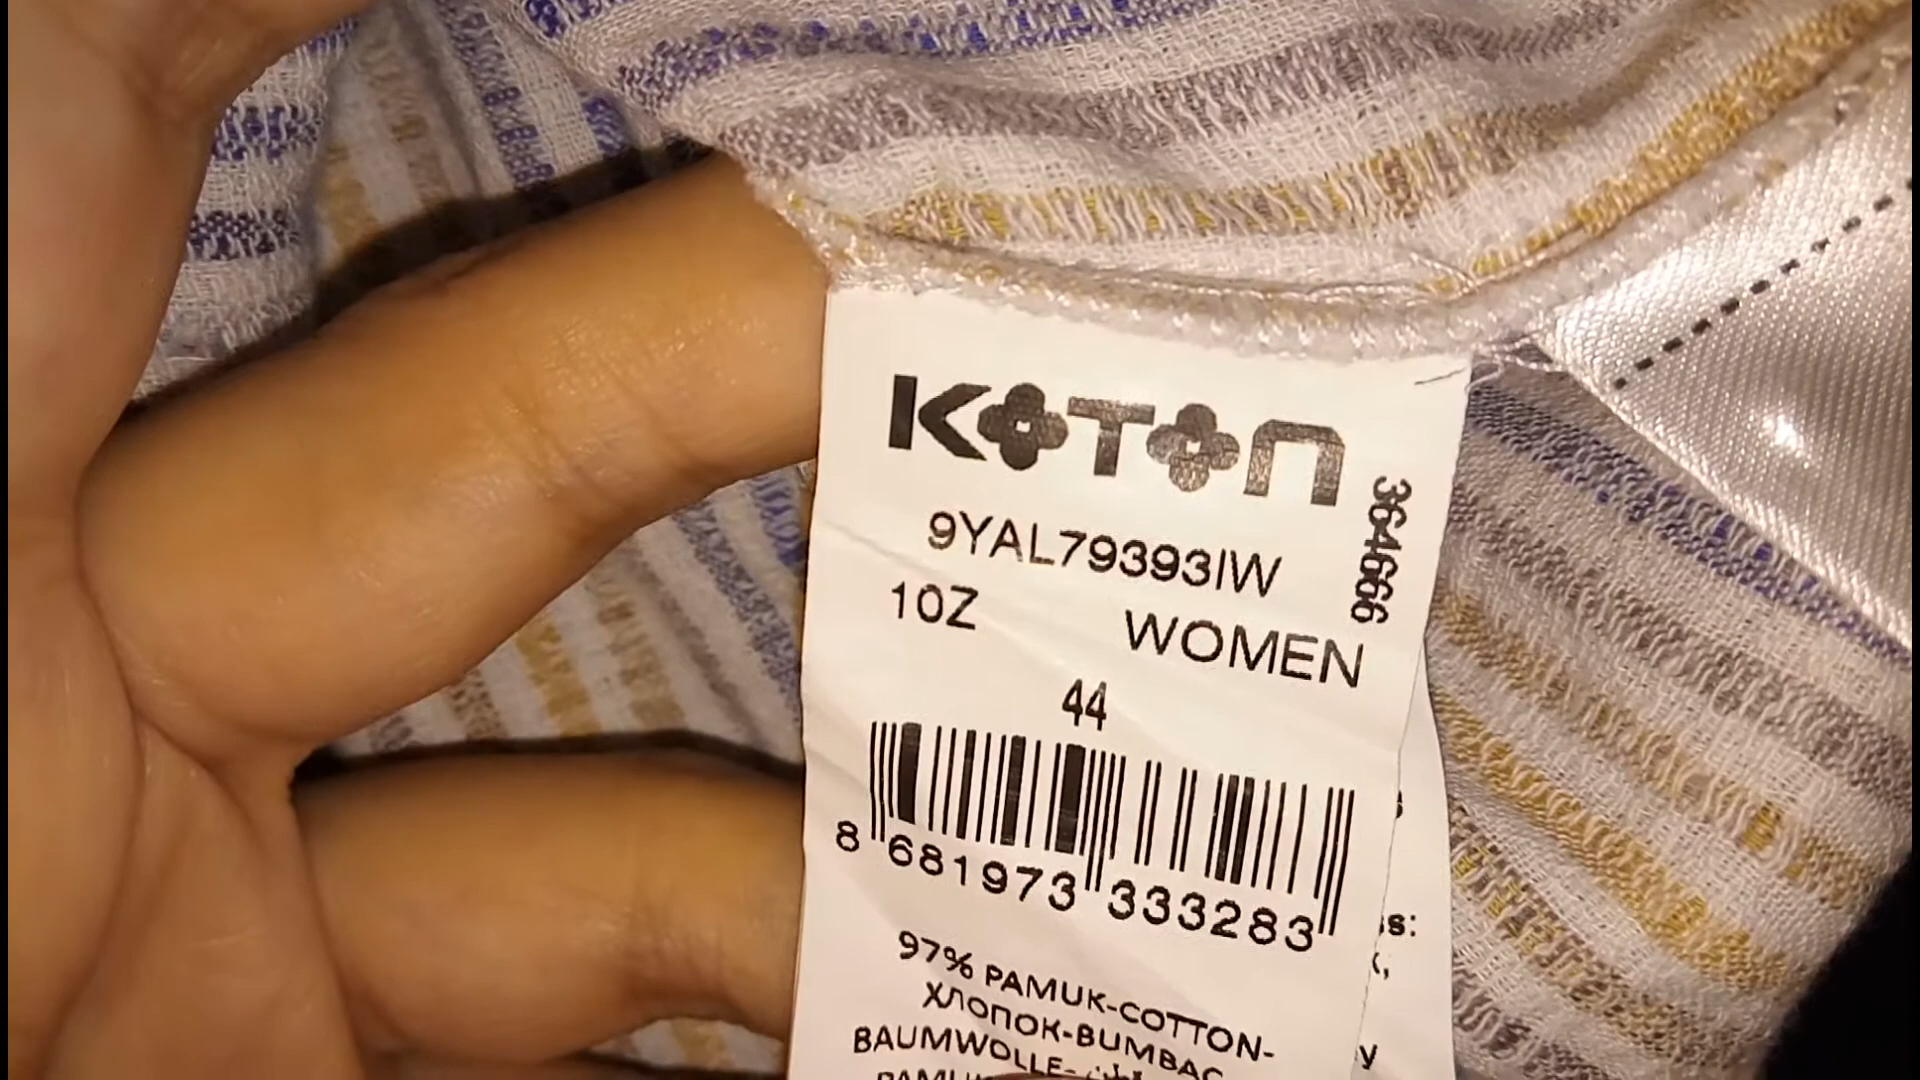 KOTON
9YAL79393IW
364666
10Z WOMEN
44
8 681973 333283
97% PAMUK-COTTON-
ХЛОПОК-BUMBAC
BAUMWOLLE-